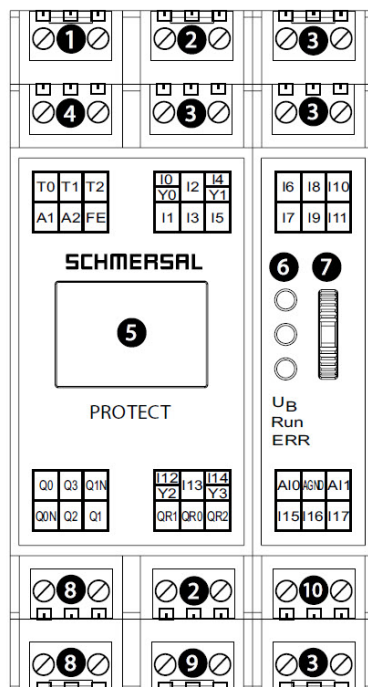 1 2 3
4 3 3
T0 T1 T2 I0 I2 I4 I6 I8 I10
Y0 Y1
A1 A2 FE I1 I3 I5 I7 I9 I11
SCHMERSAL
6 7
5
PROTECT
UB
Run
ERR
Q0 Q3 Q1N I12 I13 I14 AI0 AGND AI1
Y2 Y3
Q0N Q2 Q1 QR1 QR0 QR2 I15 I16 I17
8 2 10
8 9 3